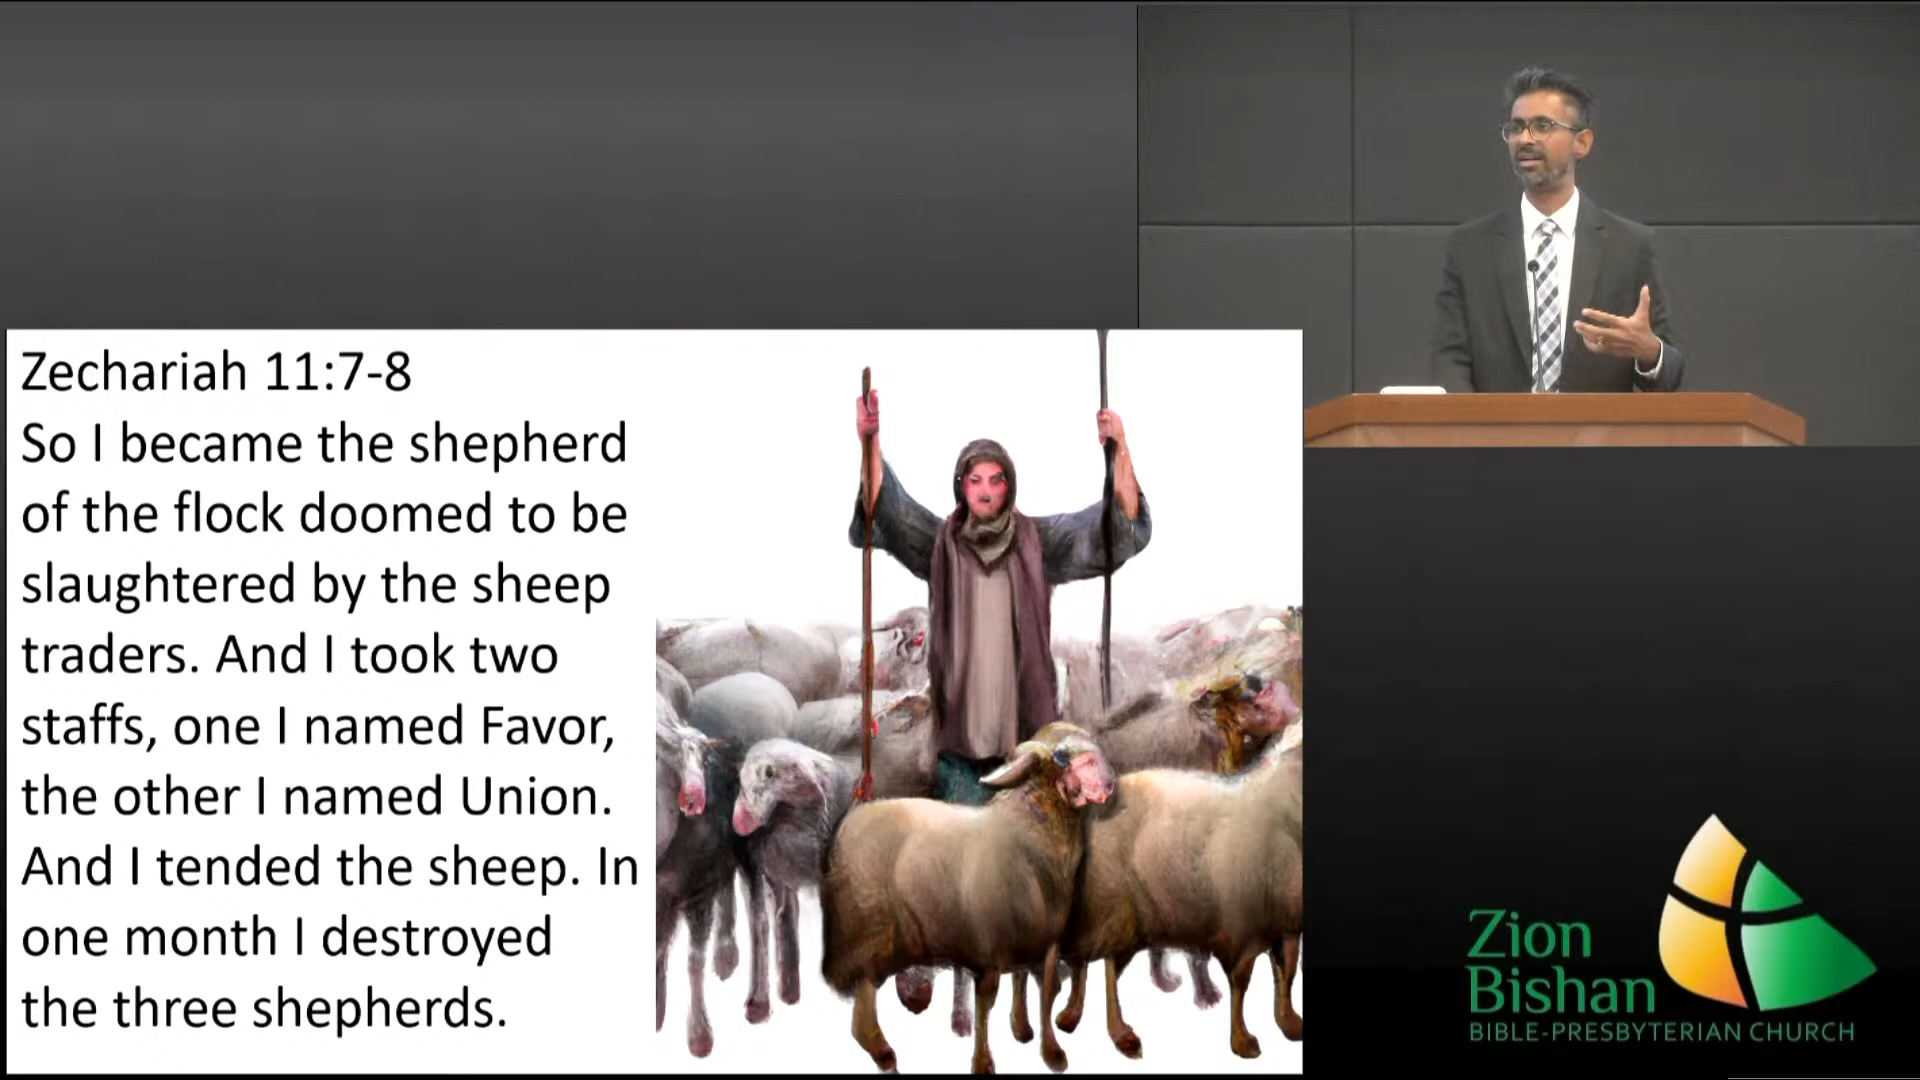 Zechariah 11:7-8
So I became the shepherd
of the flock doomed to be
slaughtered by the sheep
traders. And I took two
staffs, one I named Favor,
the other I named Union.
And I tended the sheep. In
one month I destroyed
the three shepherds.
Zion
Bishan
BIBLE-PRESBYTERIAN CHURCH